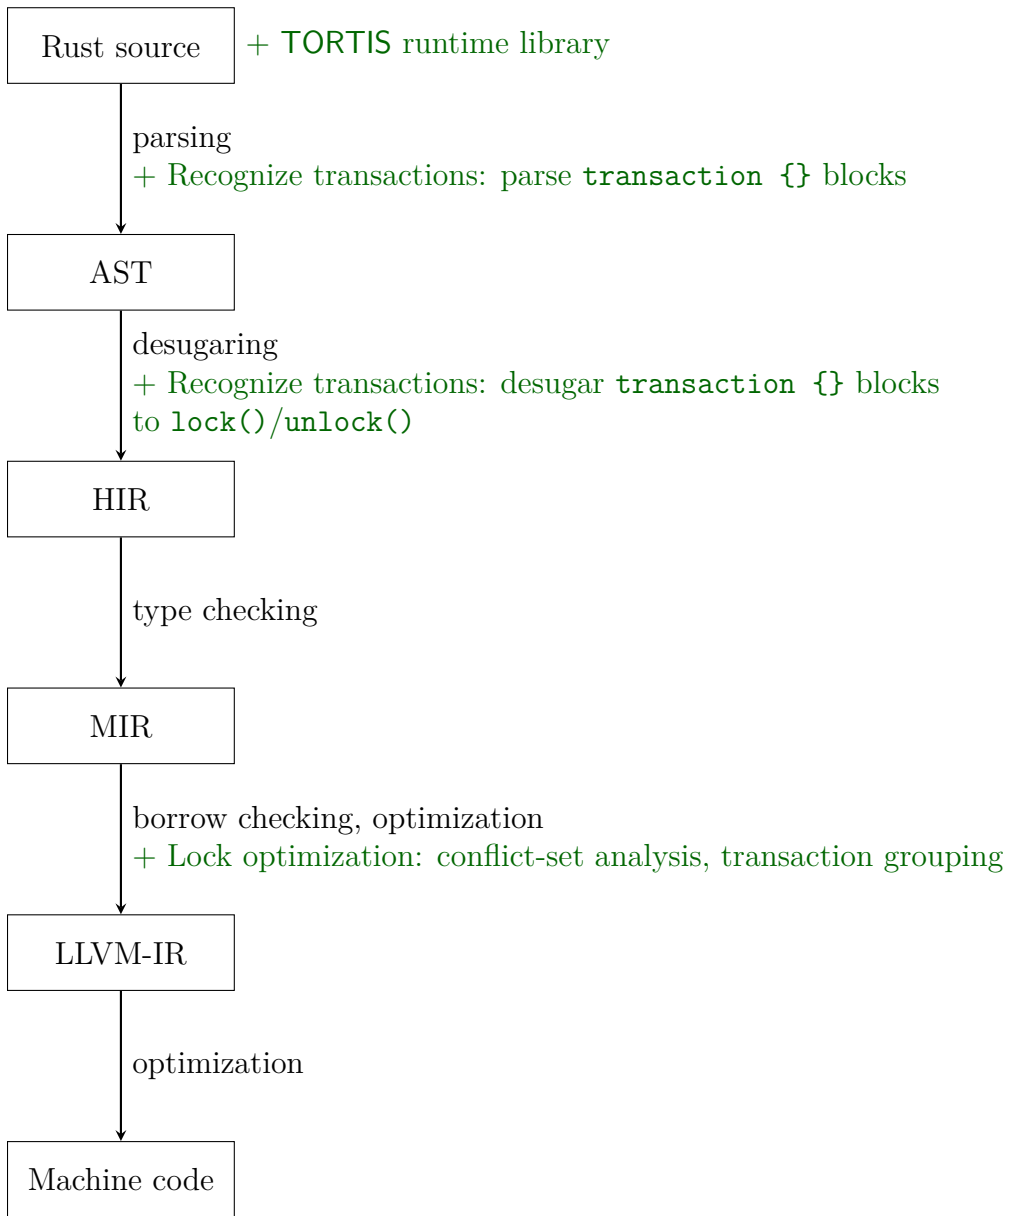 Rust source
+ TORTIS runtime library
parsing
+ Recognize transactions: parse transaction {} blocks
AST
desugaring
+ Recognize transactions: desugar transaction {} blocks
to lock()/unlock()
HIR
type checking
MIR
borrow checking, optimization
+ Lock optimization: conflict-set analysis, transaction grouping
LLVM-IR
optimization
Machine code